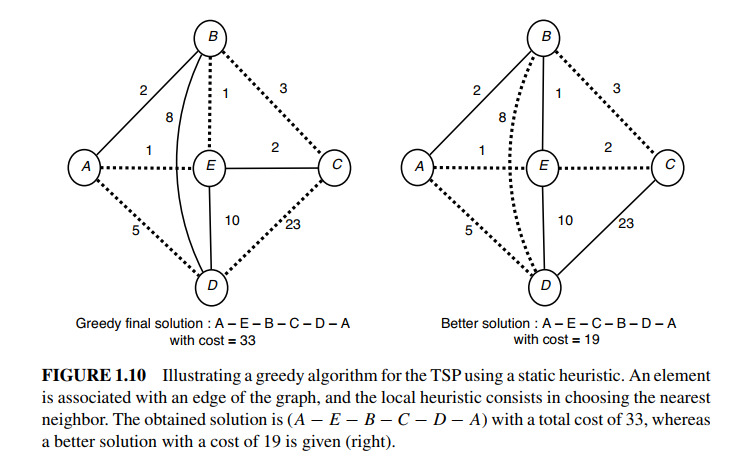 B
B
2
8
1
3
2
8
1
3
1
2
1
2
A
E
C
A
E
C
5
10
23
5
10
23
D
D
Greedy final solution : A – E – B – C – D – A
with cost = 33
Better solution : A – E – C – B – D – A
with cost = 19
FIGURE 1.10 Illustrating a greedy algorithm for the TSP using a static heuristic. An element
is associated with an edge of the graph, and the local heuristic consists in choosing the nearest
neighbor. The obtained solution is (A – E – B – C – D – A) with a total cost of 33, whereas
a better solution with a cost of 19 is given (right).